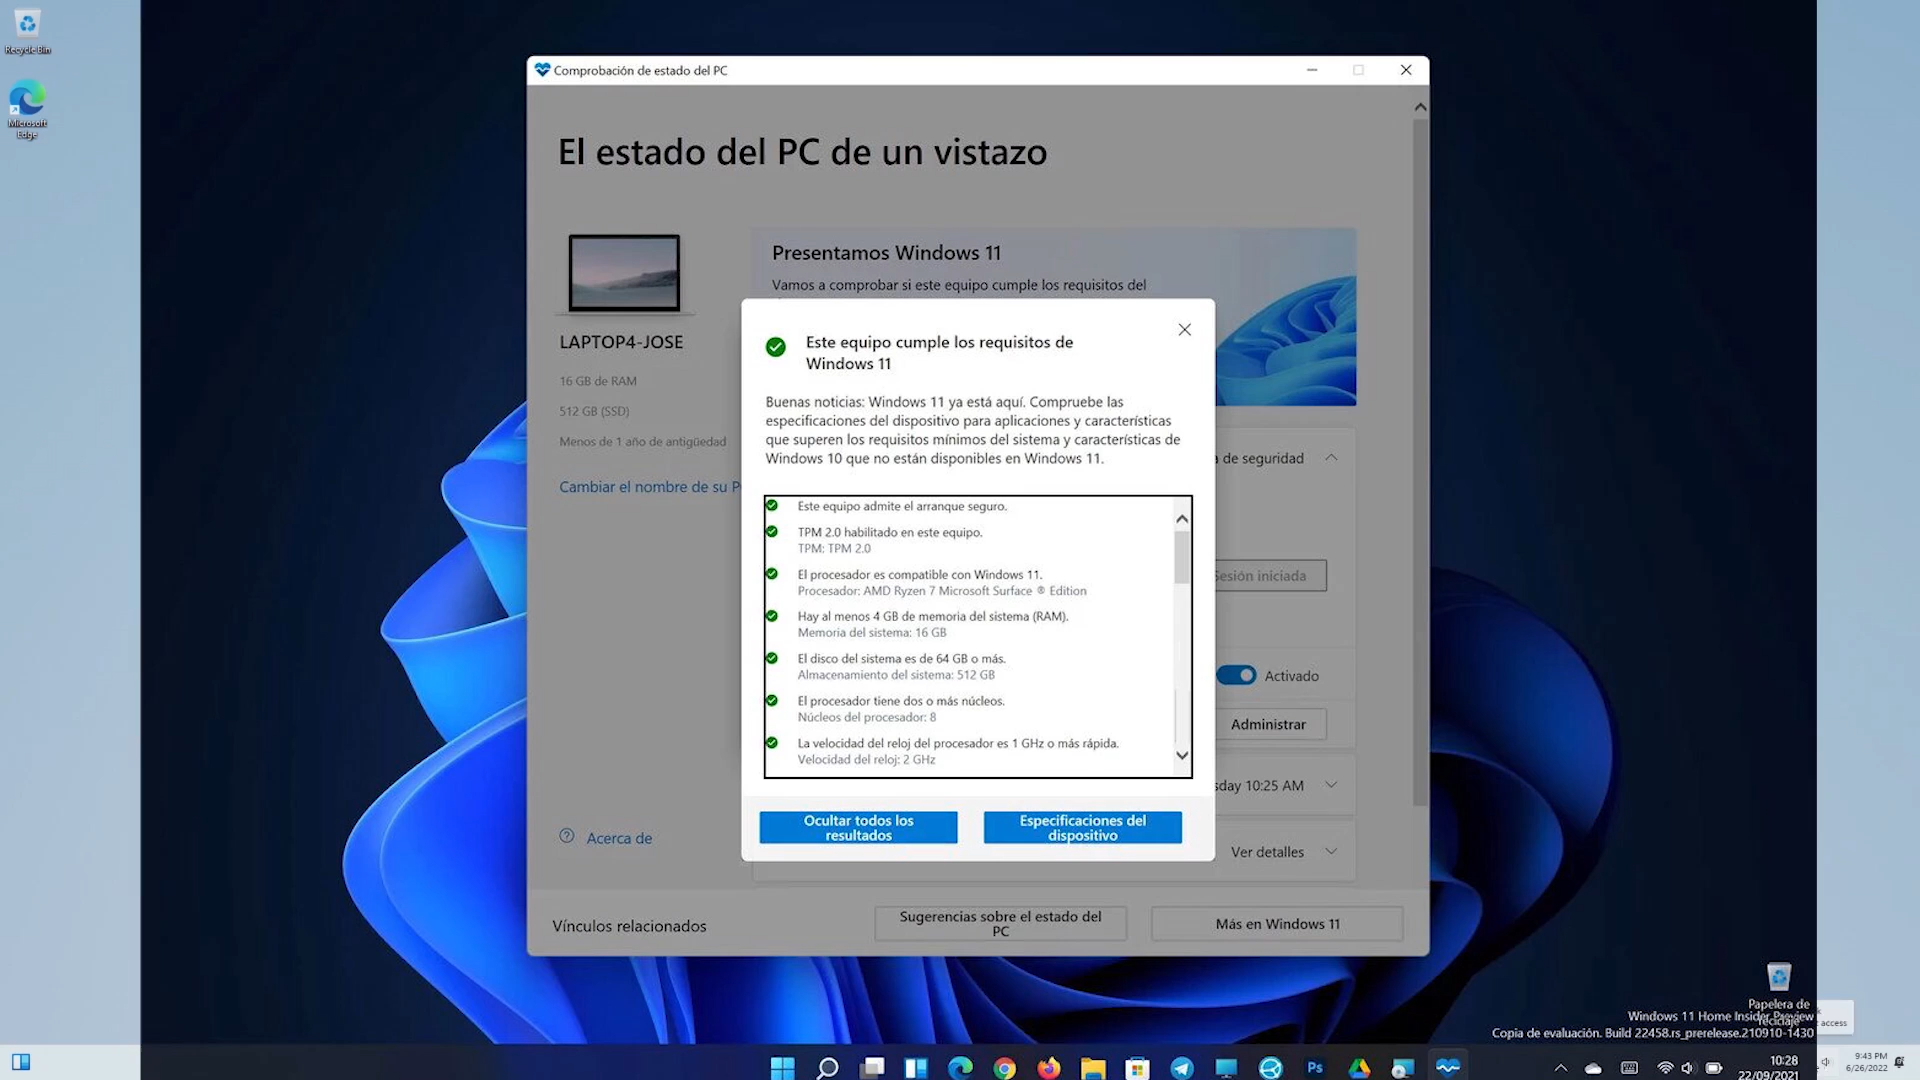 Recycle Bin
Microsoft
Edge
Comprobación de estado del PC
El estado del PC de un vistazo
LAPTOP4-JOSE
16 GB de RAM
512 GB (SSD)
Menos de 1 año de antigüedad
Cambiar el nombre de su P
Acerca de
Presentamos Windows 11
Vamos a comprobar si este equipo cumple los requisitos del
Este equipo cumple los requisitos de
Windows 11
Buenas noticias: Windows 11 ya está aquí. Compruebe las
especificaciones del dispositivo para aplicaciones y características
que superen los requisitos mínimos del sistema y características de
Windows 10 que no están disponibles en Windows 11.
Este equipo admite el arranque seguro.
TPM 2.0 habilitado en este equipo.
TPM: TPM 2.0
El procesador es compatible con Windows 11.
Procesador: AMD Ryzen 7 Microsoft Surface ® Edition
Hay al menos 4 GB de memoria del sistema (RAM).
Memoria del sistema: 16 GB
El disco del sistema es de 64 GB o más.
Almacenamiento del sistema: 512 GB
El procesador tiene dos o más núcleos.
Núcleos del procesador: 8
La velocidad del reloj del procesador es 1 GHz o más rápida.
Velocidad del reloj: 2 GHz
Ocultar todos los
resultados
Especificaciones del
dispositivo
a de seguridad
Sesión iniciada
Activado
Administrar
sday 10:25 AM
Ver detalles
Vínculos relacionados
Sugerencias sobre el estado del
PC
Más en Windows 11
Papelera de
reciclaje
Windows 11 Home Insider Preview
Copia de evaluación. Build 22458.rs_prerelease.210910-1430
access
Ps
10:28
22/09/2021
9:43 PM
6/26/2022